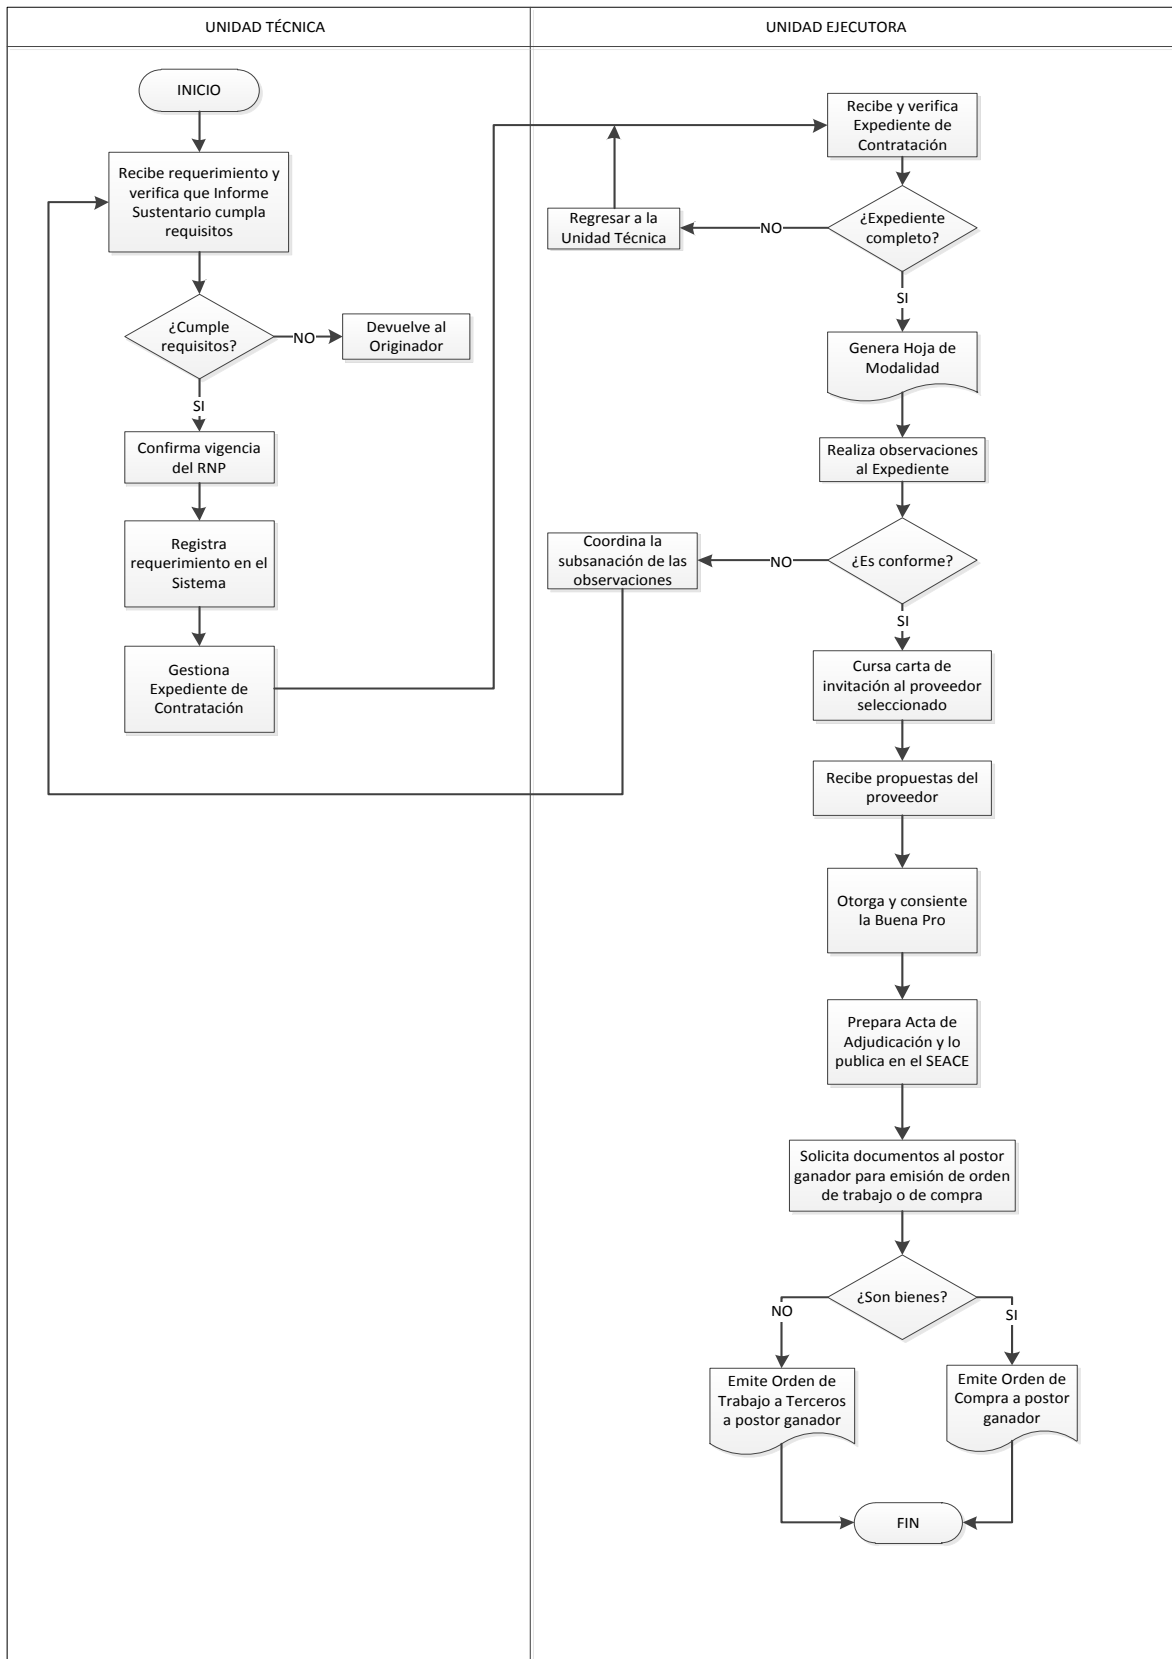 UNIDAD TÉCNICA
UNIDAD EJECUTORA
INICIO
Recibe requerimiento y
verifica que Informe
Sustentario cumpla
requisitos
¿Cumple
requisitos?
NO
Devuelve al
Originador
SI
Confirma vigencia
del RNP
Registra
requerimiento en el
Sistema
Gestiona
Expediente de
Contratación
Recibe y verifica
Expediente de
Contratación
¿Expediente
completo?
NO
Regresar a la
Unidad Técnica
SI
Genera Hoja de
Modalidad
Realiza observaciones
al Expediente
¿Es conforme?
NO
Coordina la
subsanación de las
observaciones
SI
Cursa carta de
invitación al proveedor
seleccionado
Recibe propuestas del
proveedor
Otorga y consiente
la Buena Pro
Prepara Acta de
Adjudicación y lo
publica en el SEACE
Solicita documentos al postor
ganador para emisión de orden
de trabajo o de compra
¿Son bienes?
NO
SI
Emite Orden de
Trabajo a Terceros
a postor ganador
Emite Orden de
Compra a postor
ganador
FIN